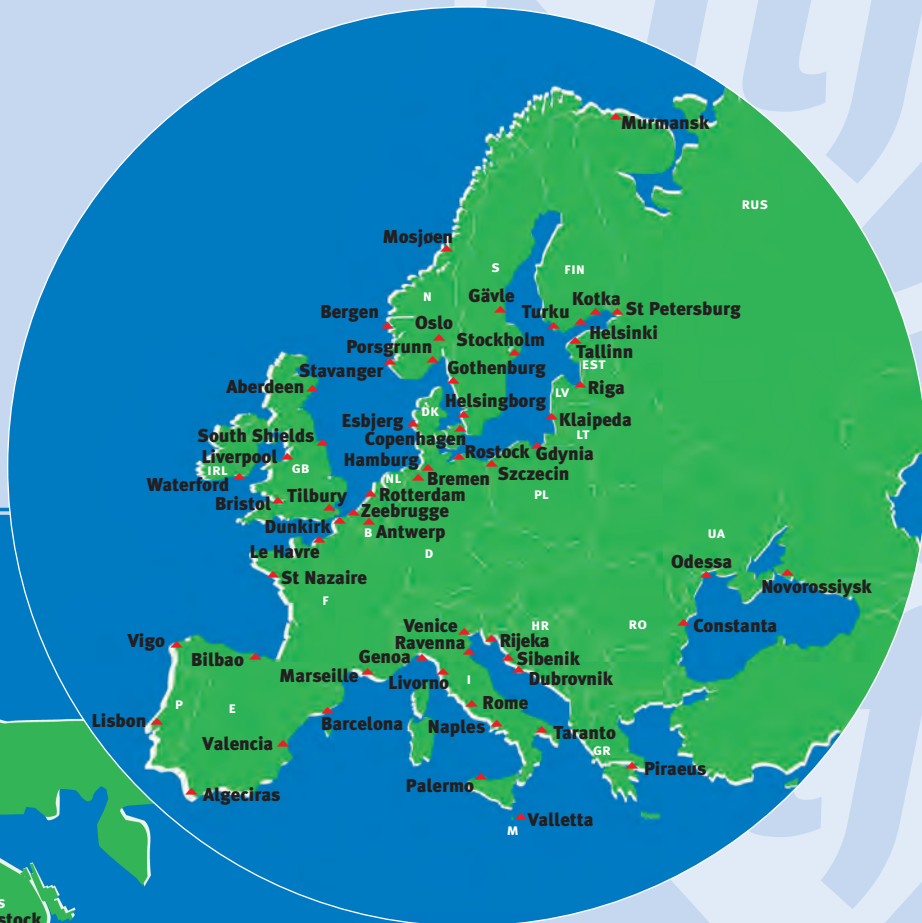 Murmansk
RUS
Mosjøen
S
FIN
N
Gävle
Kotka
Bergen
Turku
St Petersburg
Oslo
Helsinki
Stockholm
Porsgrunn
Tallinn
EST
Stavanger
Gothenburg
Aberdeen
Riga
LV
Helsingborg
DK
Esbjerg
Klaipeda
South Shields
Copenhagen
LT
Liverpool
Hamburg
Rostock
Gdynia
IRL
GB
Szczecin
Waterford
NL
Bremen
Bristol
Tilbury
Rotterdam
PL
Zeebrugge
Dunkirk
B
Antwerp
UA
Le Havre
D
Odessa
St Nazaire
Novorossiysk
F
Venice
HR
RO
Constanta
Vigo
Ravenna
Rijeka
Bilbao
Genoa
Sibenik
Marseille
Livorno
I
Dubrovnik
P
E
Rome
Lisbon
Barcelona
Naples
Taranto
Valencia
GR
Piraeus
Palermo
Algeciras
Valletta
M
S
stock